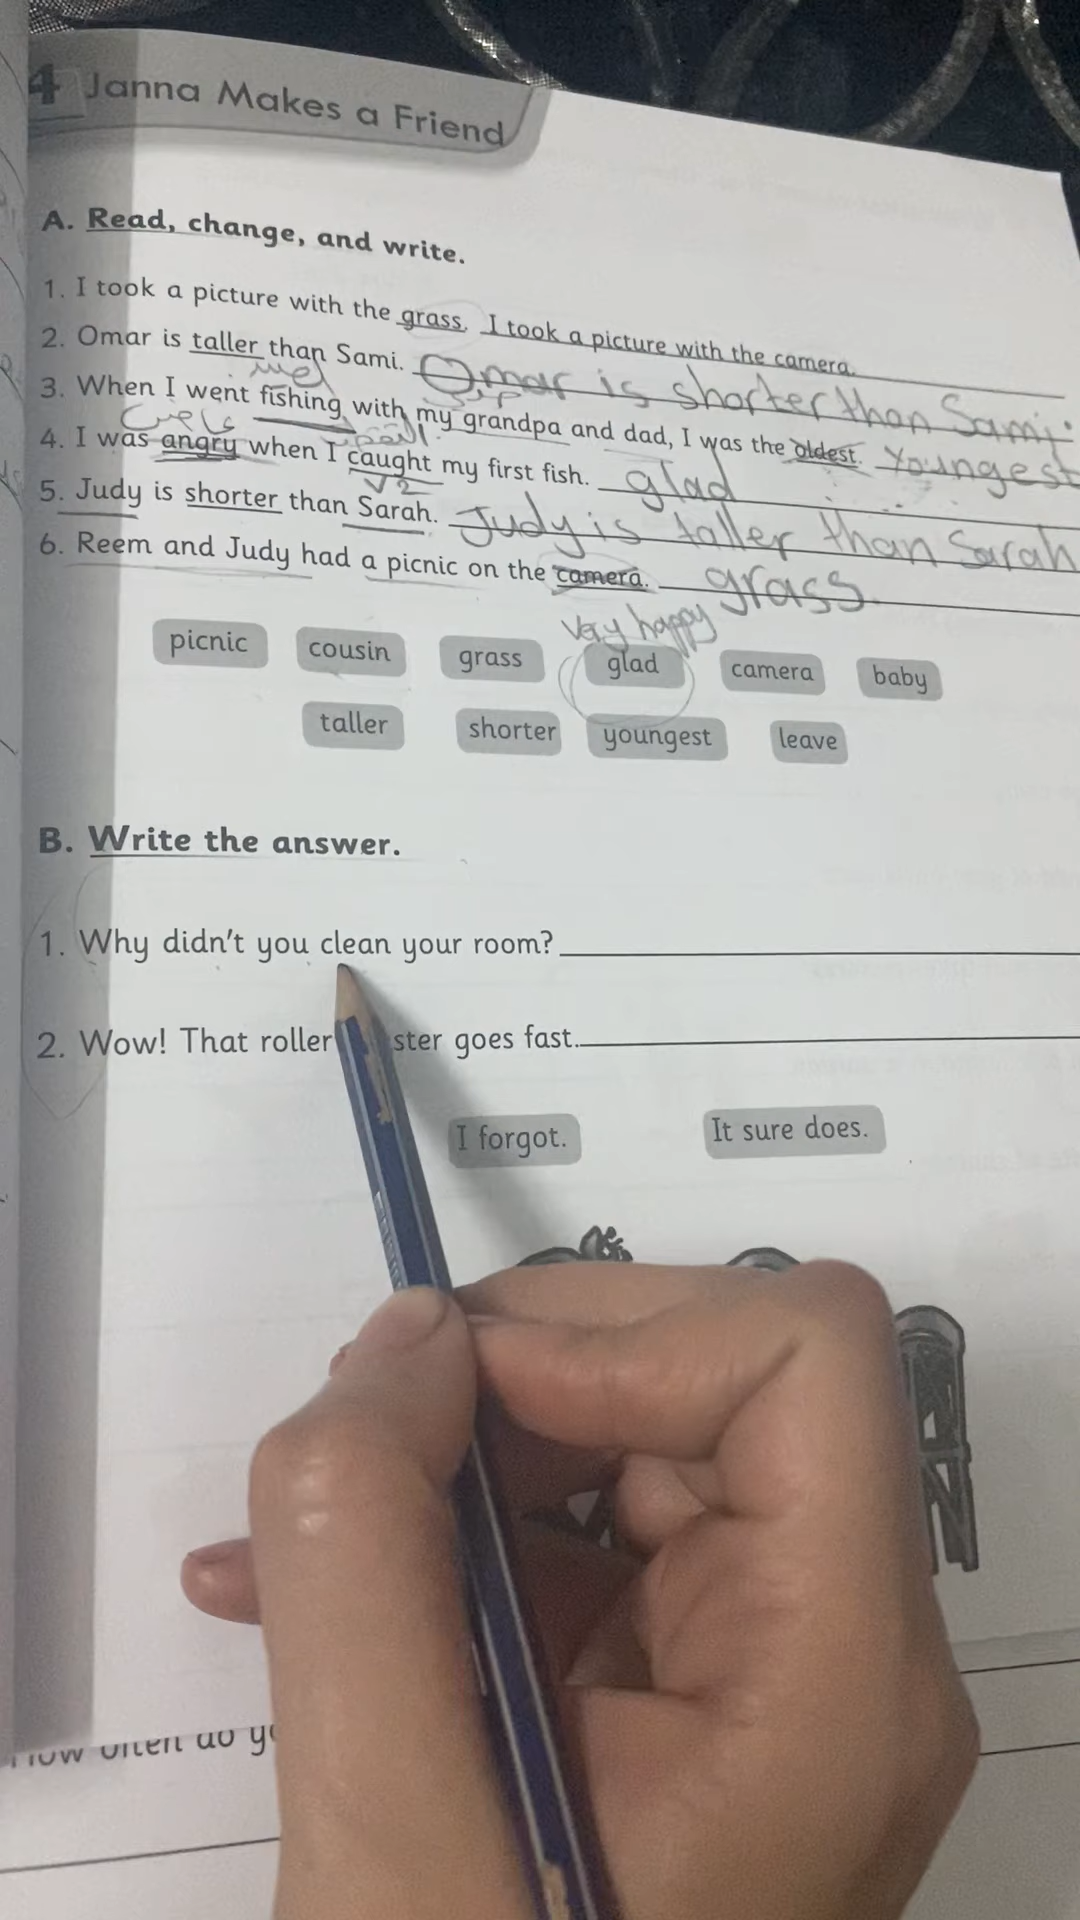 4 Janna Makes a Friend
A. Read, change, and write.
1. I took a picture with the grass. I took a picture with the camera.
2. Omar is taller than Sami. Omar is shorter than Sami.
3. When I went fishing with my grandpa and dad, I was the oldest. Youngest
4. I was angry when I caught my first fish. glad
5. Judy is shorter than Sarah. Judy is taller than Sarah
6. Reem and Judy had a picnic on the camera. grass.
very happy
picnic cousin grass glad camera baby
taller shorter youngest leave
B. Write the answer.
1. Why didn't you clean your room?
2. Wow! That roller ster goes fast.
I forgot. It sure does.
How often do